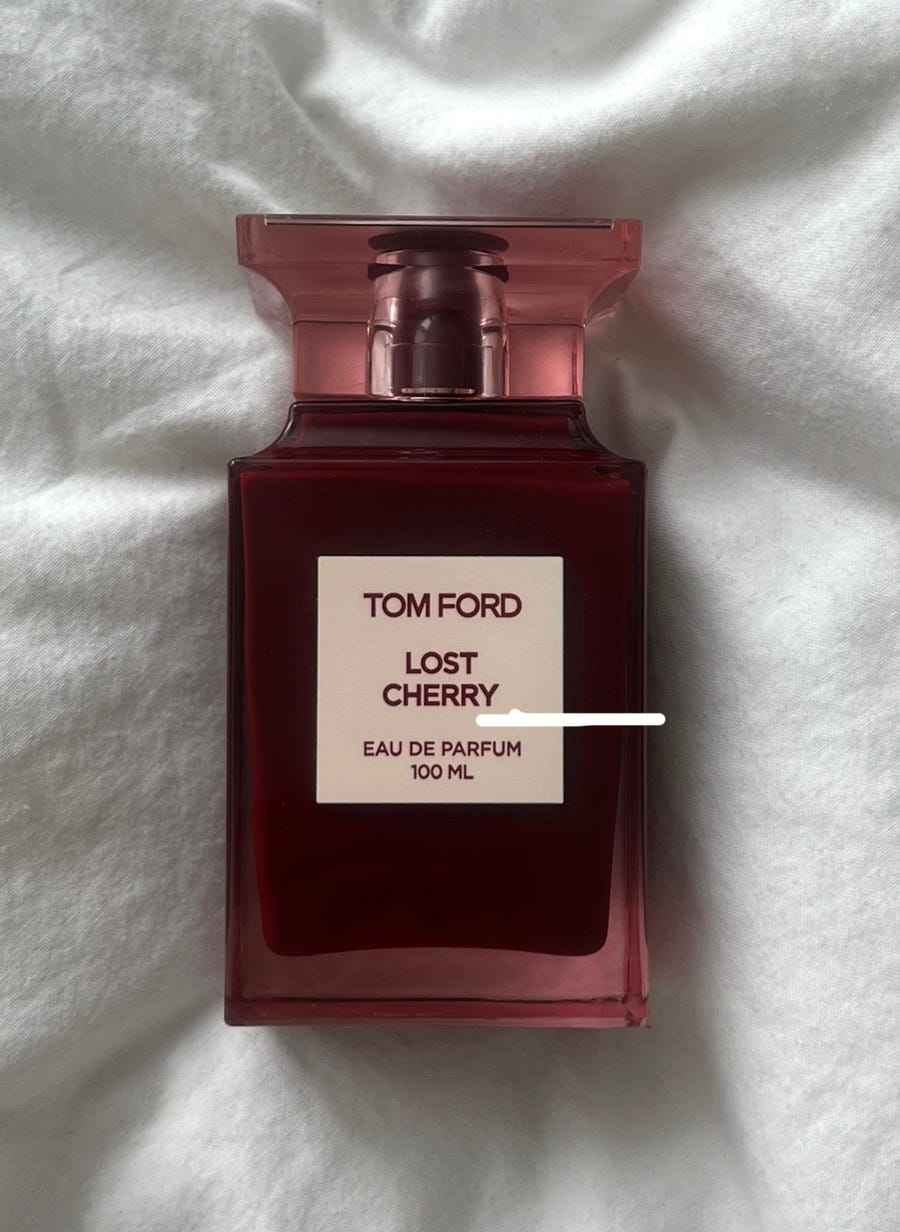 TOM FORD
LOST
CHERRY
EAU DE PARFUM
100 ML